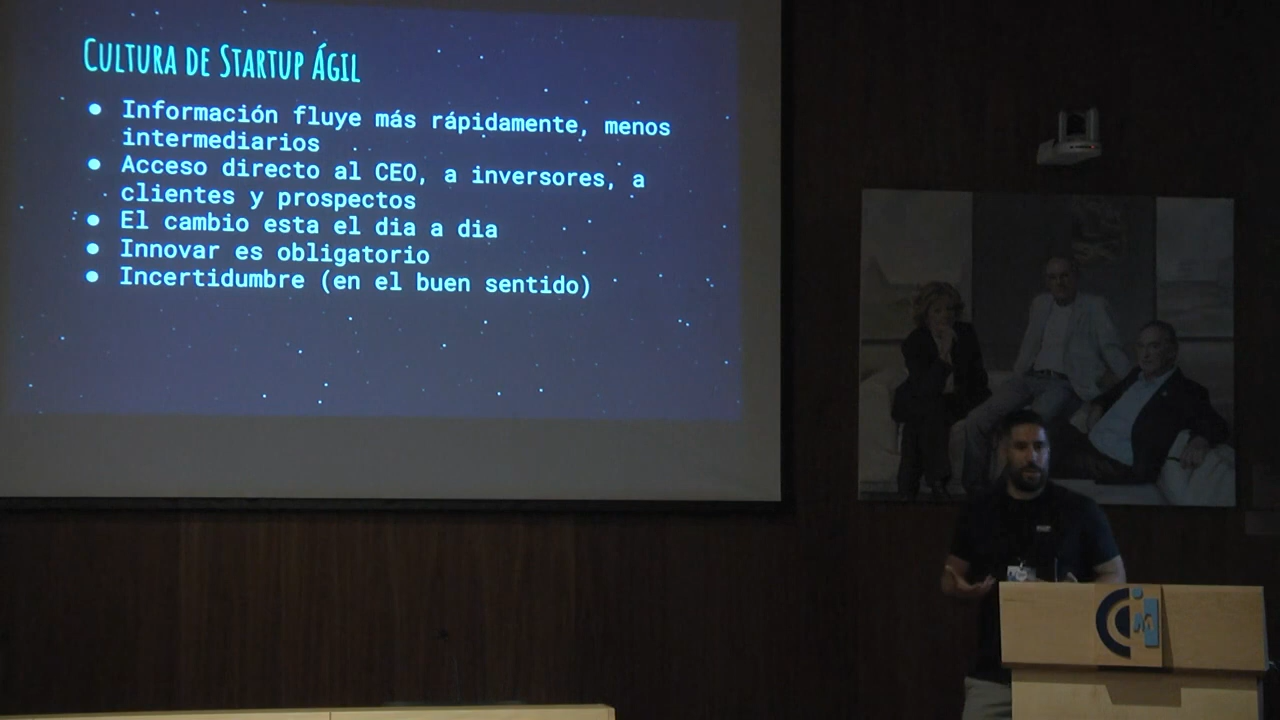 Cultura de Startup Ágil
● Información fluye más rápidamente, menos
intermediarios
● Acceso directo al CEO, a inversores, a
clientes y prospectos
● El cambio esta el dia a dia
● Innovar es obligatorio
● Incertidumbre (en el buen sentido)